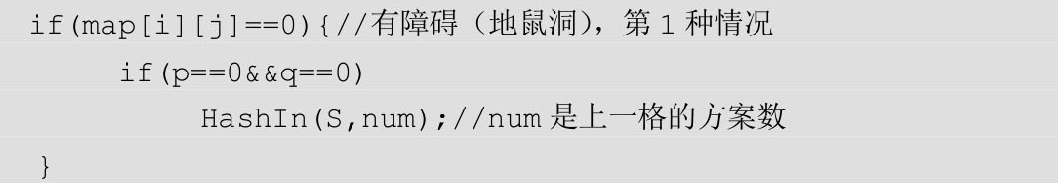 if(map[i][j]==0){//有障碍（地鼠洞），第 1 种情况
if(p==0&&q==0)
HashIn(S,num);//num 是上一格的方案数
}